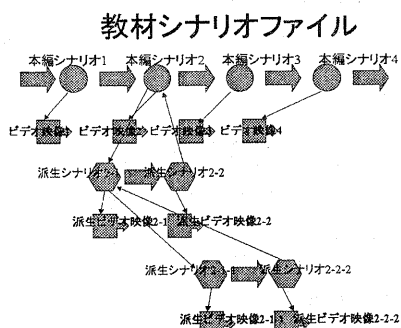 教材シナリオファイル
本編シナリオ1 本編シナリオ2 本編シナリオ3 本編シナリオ4
ビデオ映像1 ビデオ映像2 ビデオ映像3 ビデオ映像4
派生シナリオ2-1 派生シナリオ2-2
派生ビデオ映像2-1 派生ビデオ映像2-2
派生シナリオ2-1-1 派生シナリオ2-2-2
派生ビデオ映像2-1-1 派生ビデオ映像2-2-2